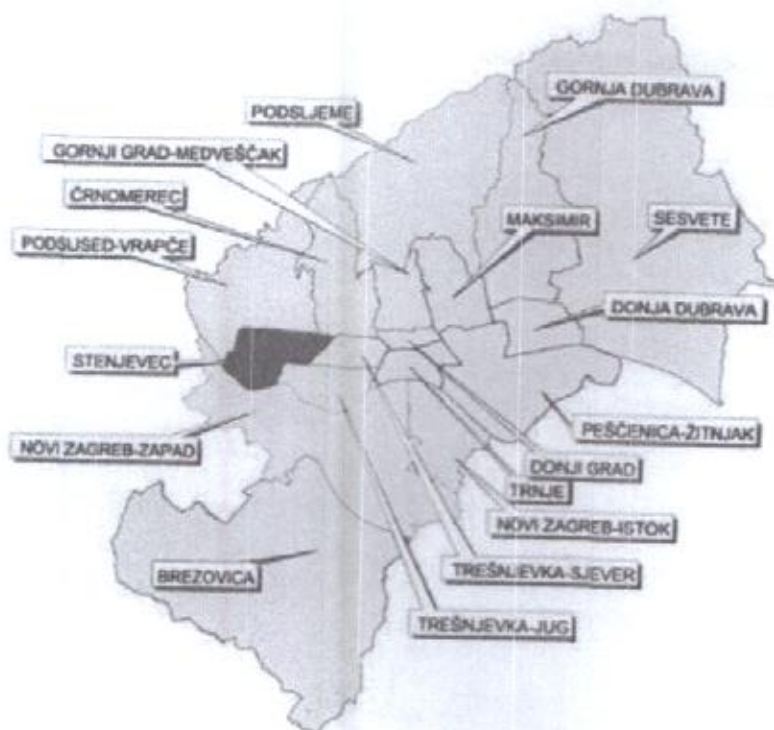 GORNJA DUBRAVA
PODSLJEME
GORNJI GRAD-MEDVEŠČAK
ČRNOMEREC
MAKSIMIR
SESVETE
PODSUSED-VRAPČE
DONJA DUBRAVA
STENJEVEC
PEŠČENICA-ŽITNJAK
NOVI ZAGREB-ZAPAD
DONJI GRAD
TRNJE
NOVI ZAGREB-ISTOK
BREZOVICA
TREŠNJEVKA-SJEVER
TREŠNJEVKA-JUG